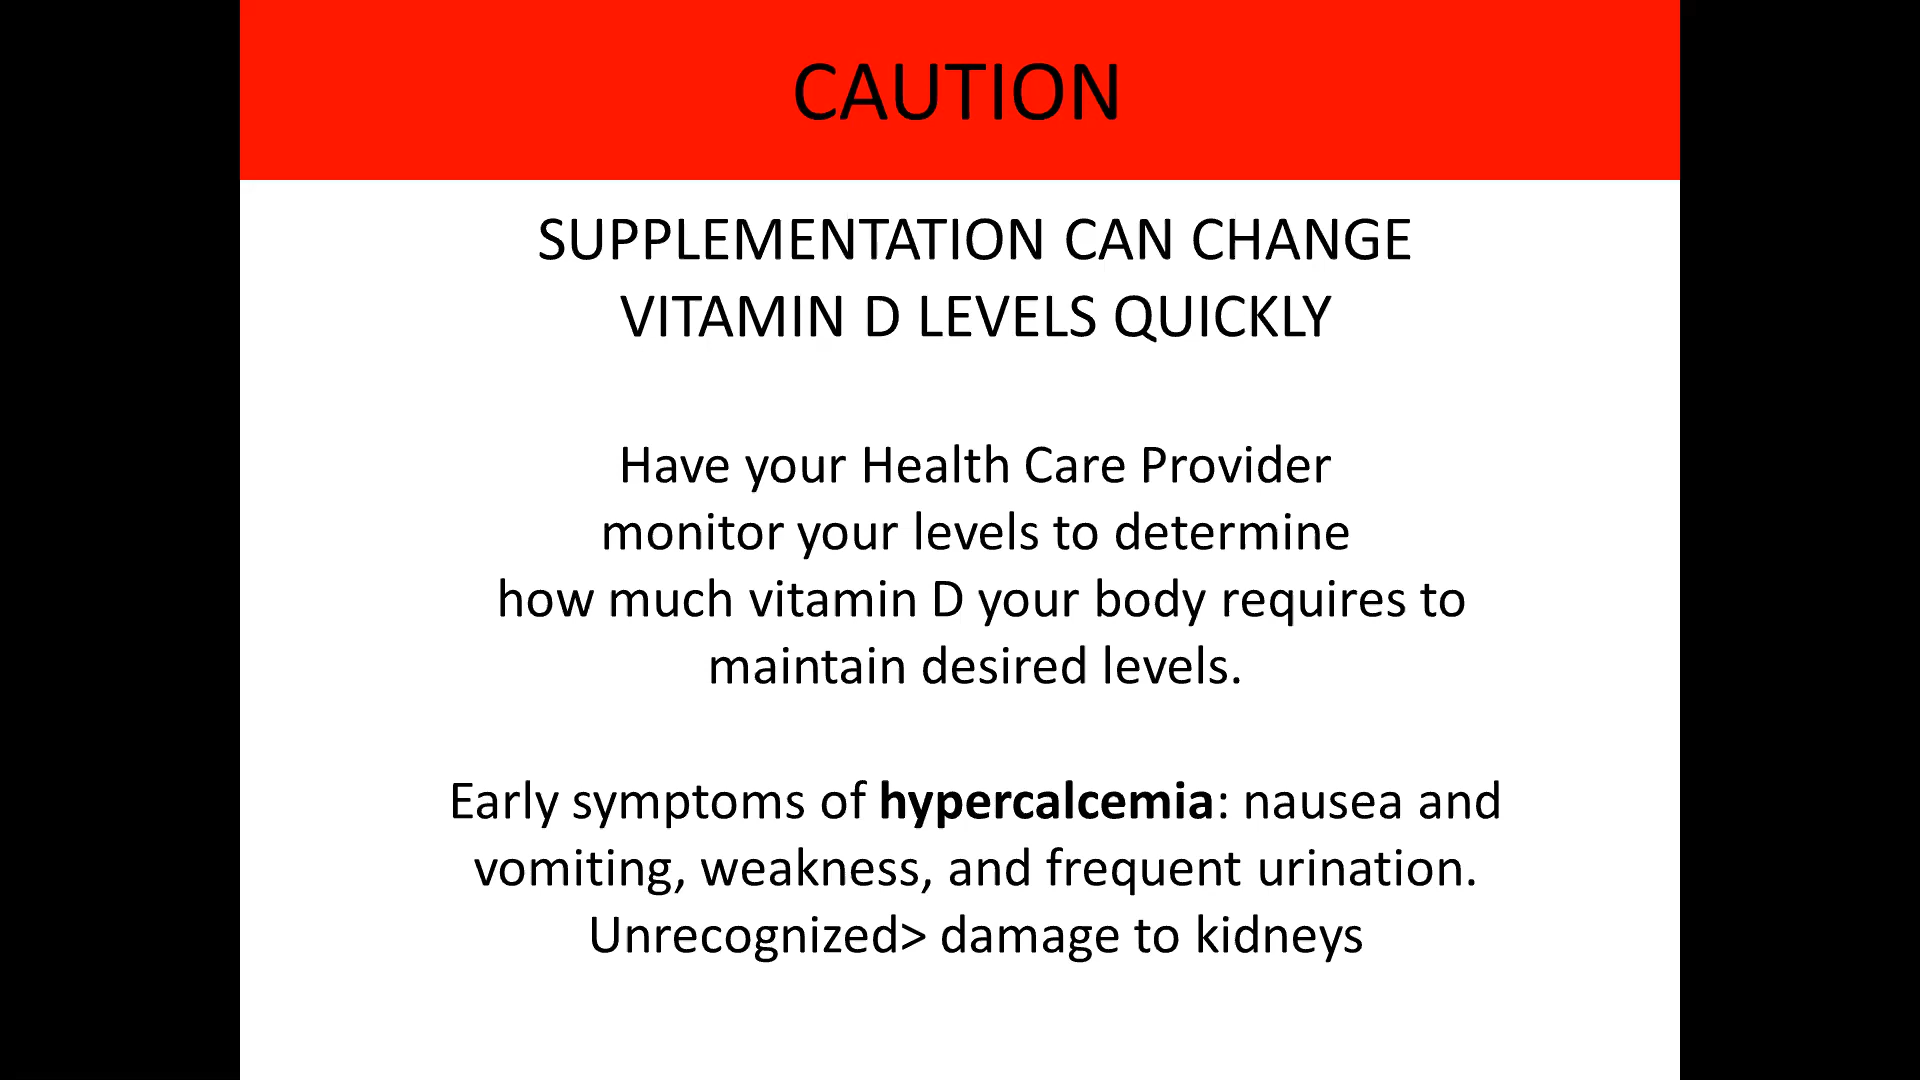 CAUTION
SUPPLEMENTATION CAN CHANGE
VITAMIN D LEVELS QUICKLY
Have your Health Care Provider
monitor your levels to determine
how much vitamin D your body requires to
maintain desired levels.
Early symptoms of hypercalcemia: nausea and
vomiting, weakness, and frequent urination.
Unrecognized> damage to kidneys